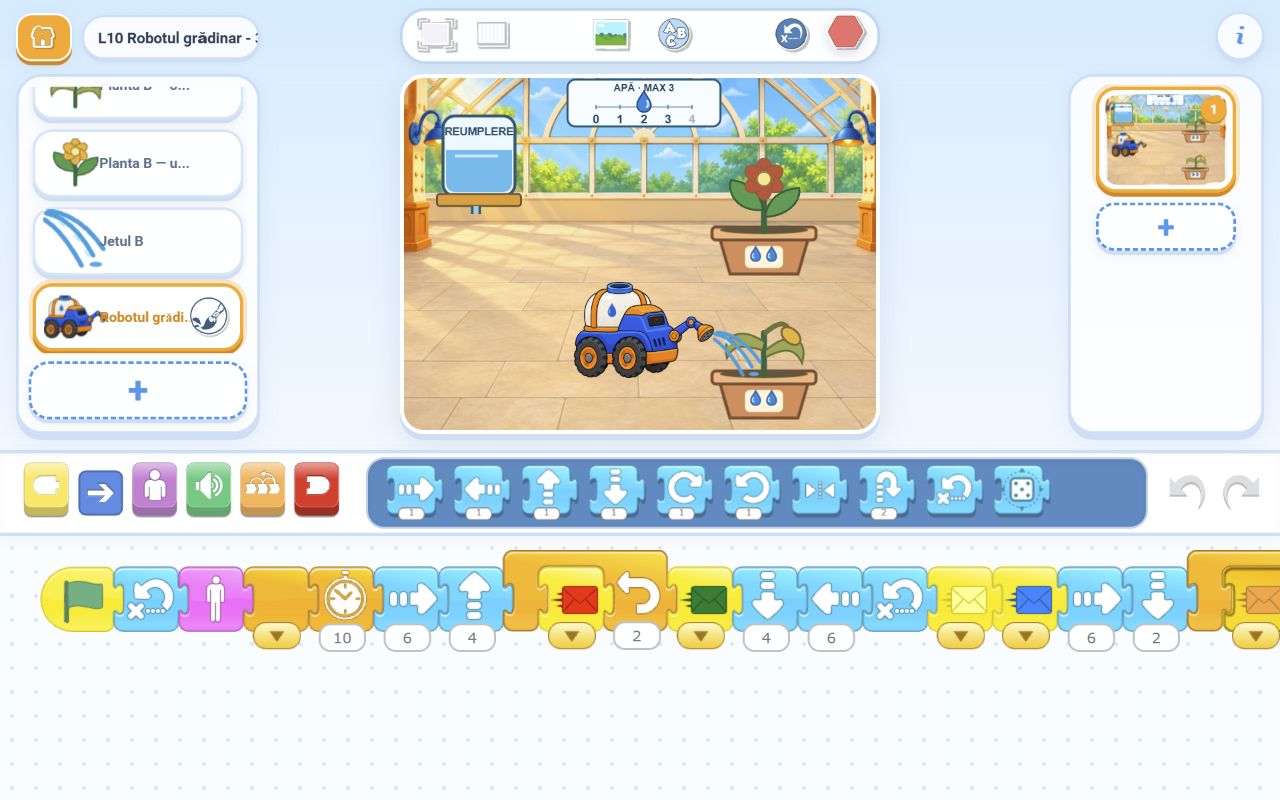 L10 Robotul grădinar -
i
Planta B – u...
Jetul B
Robotul grădi...
APĂ · MAX 3
0 1 2 3 4
REUMPLERE
1
A B C
1 1 1 1 1 1 2
10 6 4 2 4 6 6 2